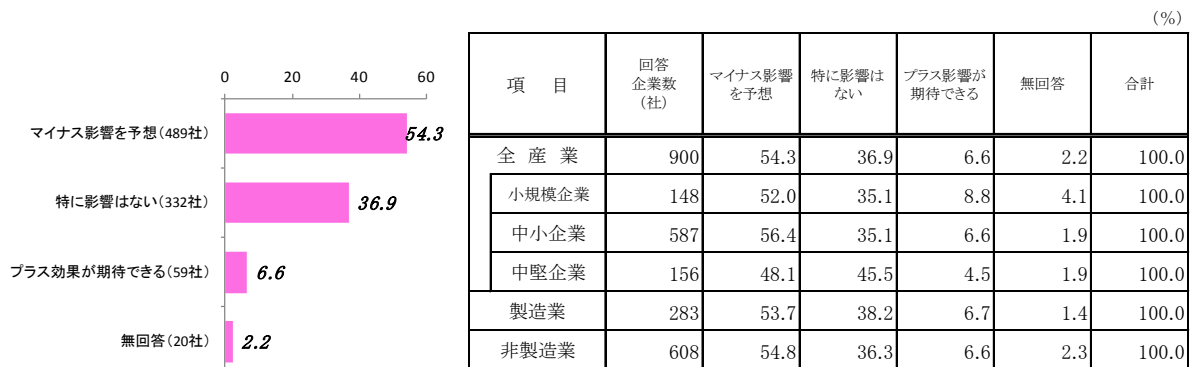 (%)
0 20 40 60
マイナス影響を予想(489社) 54.3
特に影響はない(332社) 36.9
プラス効果が期待できる(59社) 6.6
無回答(20社) 2.2
項 目 回答企業数(社) マイナス影響を予想 特に影響はない プラス影響が期待できる 無回答 合計
全 産 業 900 54.3 36.9 6.6 2.2 100.0
小規模企業 148 52.0 35.1 8.8 4.1 100.0
中小企業 587 56.4 35.1 6.6 1.9 100.0
中堅企業 156 48.1 45.5 4.5 1.9 100.0
製造業 283 53.7 38.2 6.7 1.4 100.0
非製造業 608 54.8 36.3 6.6 2.3 100.0